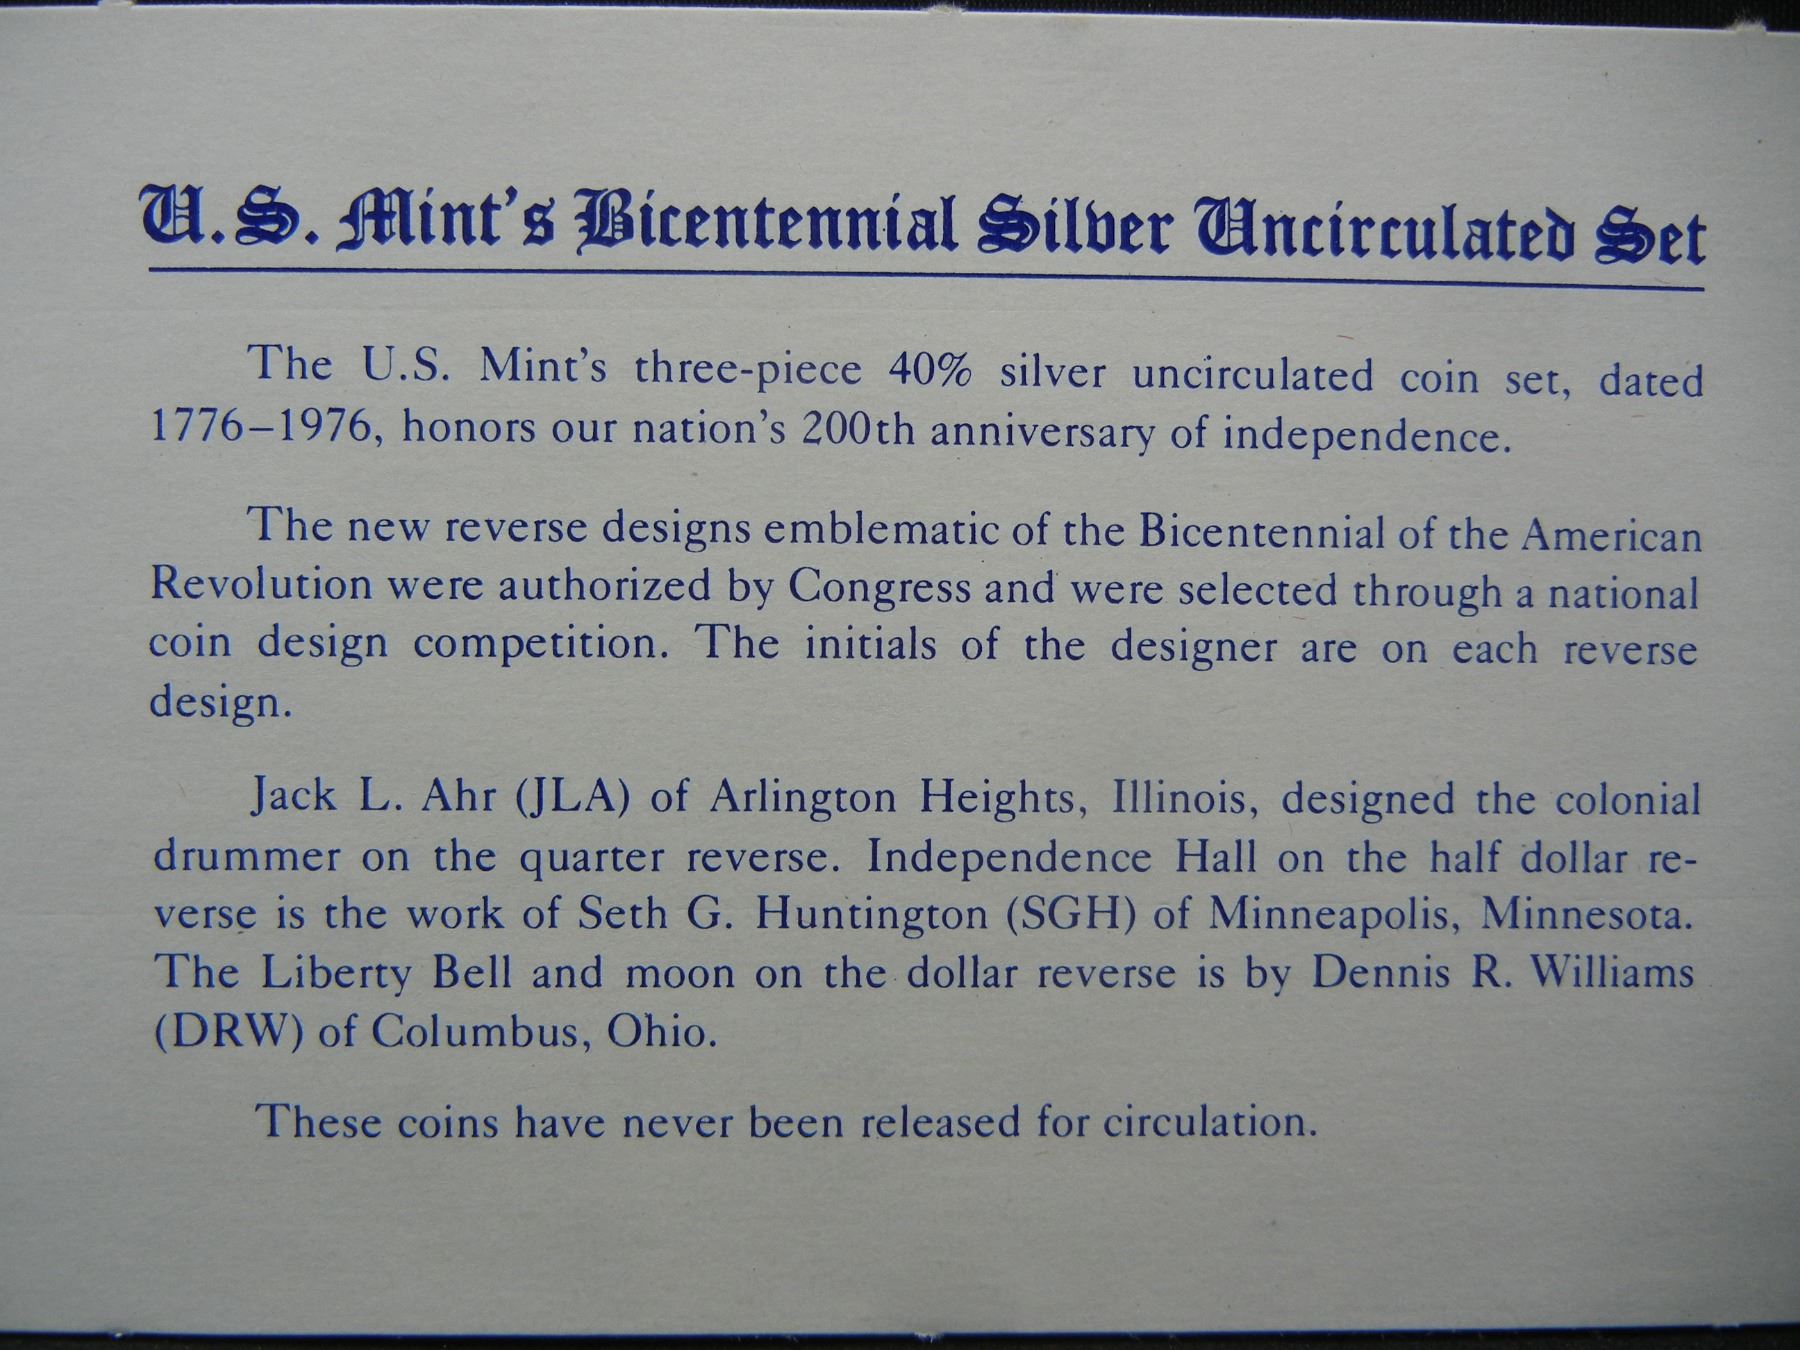 U.S. Mint's Bicentennial Silver Uncirculated Set
The U.S. Mint's three-piece 40% silver uncirculated coin set, dated
1776–1976, honors our nation's 200th anniversary of independence.
The new reverse designs emblematic of the Bicentennial of the American
Revolution were authorized by Congress and were selected through a national
coin design competition. The initials of the designer are on each reverse
design.
Jack L. Ahr (JLA) of Arlington Heights, Illinois, designed the colonial
drummer on the quarter reverse. Independence Hall on the half dollar re-
verse is the work of Seth G. Huntington (SGH) of Minneapolis, Minnesota.
The Liberty Bell and moon on the dollar reverse is by Dennis R. Williams
(DRW) of Columbus, Ohio.
These coins have never been released for circulation.